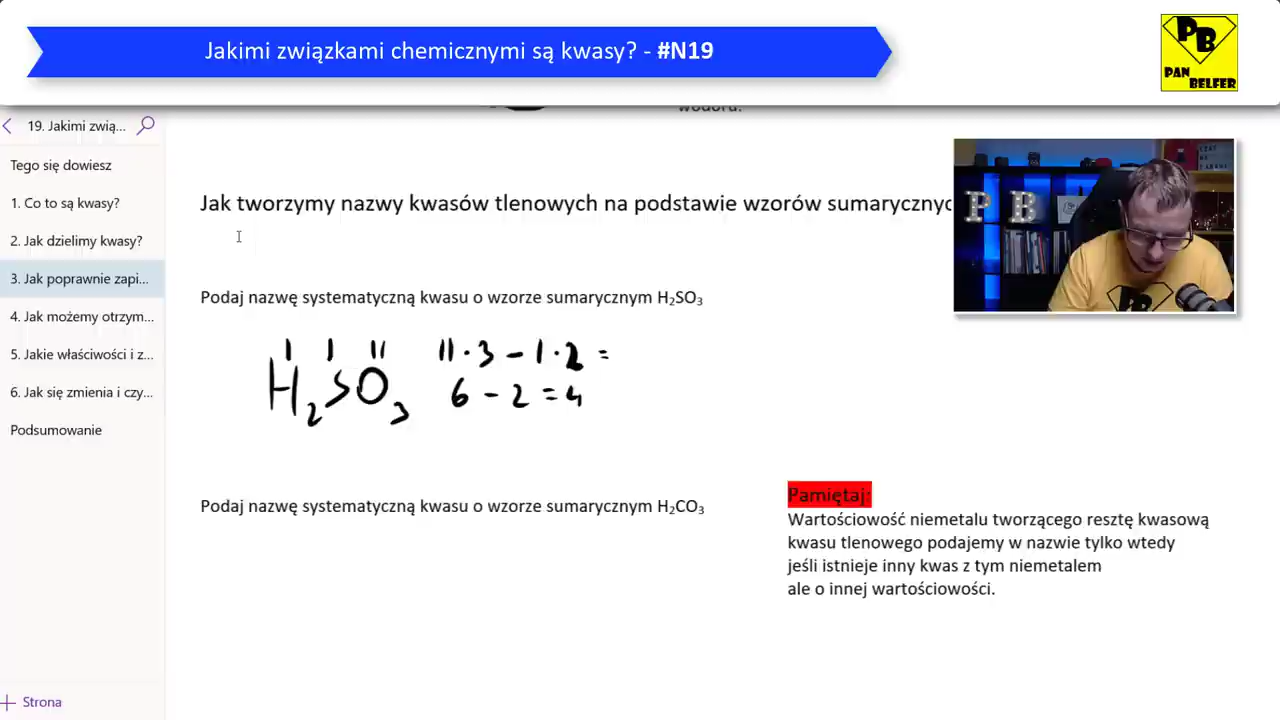 Jakimi związkami chemicznymi są kwasy? - #N19
PB
PAN
BELFER
wodoru.
19. Jakimi zwią...
Tego się dowiesz
1. Co to są kwasy?
2. Jak dzielimy kwasy?
3. Jak poprawnie zapi...
4. Jak możemy otrzym...
5. Jakie właściwości i z...
6. Jak się zmienia i czy...
Podsumowanie
Strona
Jak tworzymy nazwy kwasów tlenowych na podstawie wzorów sumaryczny
P B
PB
Podaj nazwę systematyczną kwasu o wzorze sumarycznym H₂SO₃
I I II II·3 – I·2 =
H₂SO₃ 6 – 2 = 4
Podaj nazwę systematyczną kwasu o wzorze sumarycznym H₂CO₃
Pamiętaj:
Wartościowość niemetalu tworzącego resztę kwasową
kwasu tlenowego podajemy w nazwie tylko wtedy
jeśli istnieje inny kwas z tym niemetalem
ale o innej wartościowości.